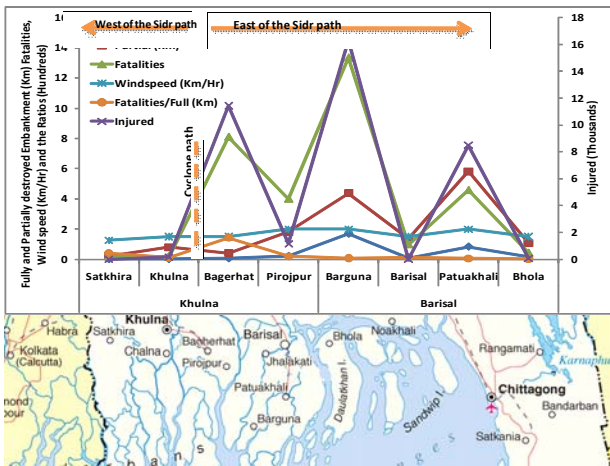 West of the Sidr path
East of the Sidr path
Fatalities
Windspeed (Km/Hr)
Fatalities/Full (Km)
Injured
Cyclone path
Fully and Partially destroyed Embankment (Km) Fatalities,
Wind speed (Km/Hr) and the Ratios (Hundreds)
14
12
10
8
6
4
2
0
Injured (Thousands)
18
16
14
12
10
8
6
4
2
0
Satkhira Khulna Bagerhat Pirojpur Barguna Barisal Patuakhali Bhola
Khulna Barisal
Habra
Satkhira
Khulna
Kolkata
(Calcutta)
Chalna
Pirojpur
Barisal
Jhalakati
Patuakhali
Barguna
Bhola
Noakhali
Daulatkhan I.
Sandwip I.
Rangamati
Karnaphu
Chittagong
Bandarban
Satkania